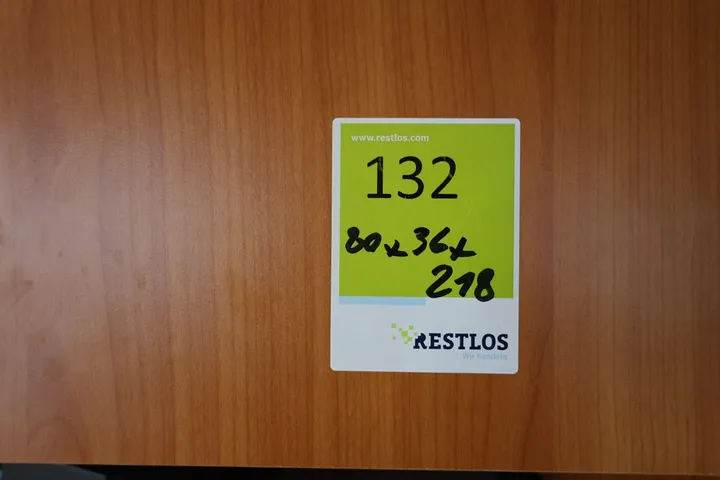 www.restlos.com
132
80x36x
218
RESTLOS
Wir handeln.